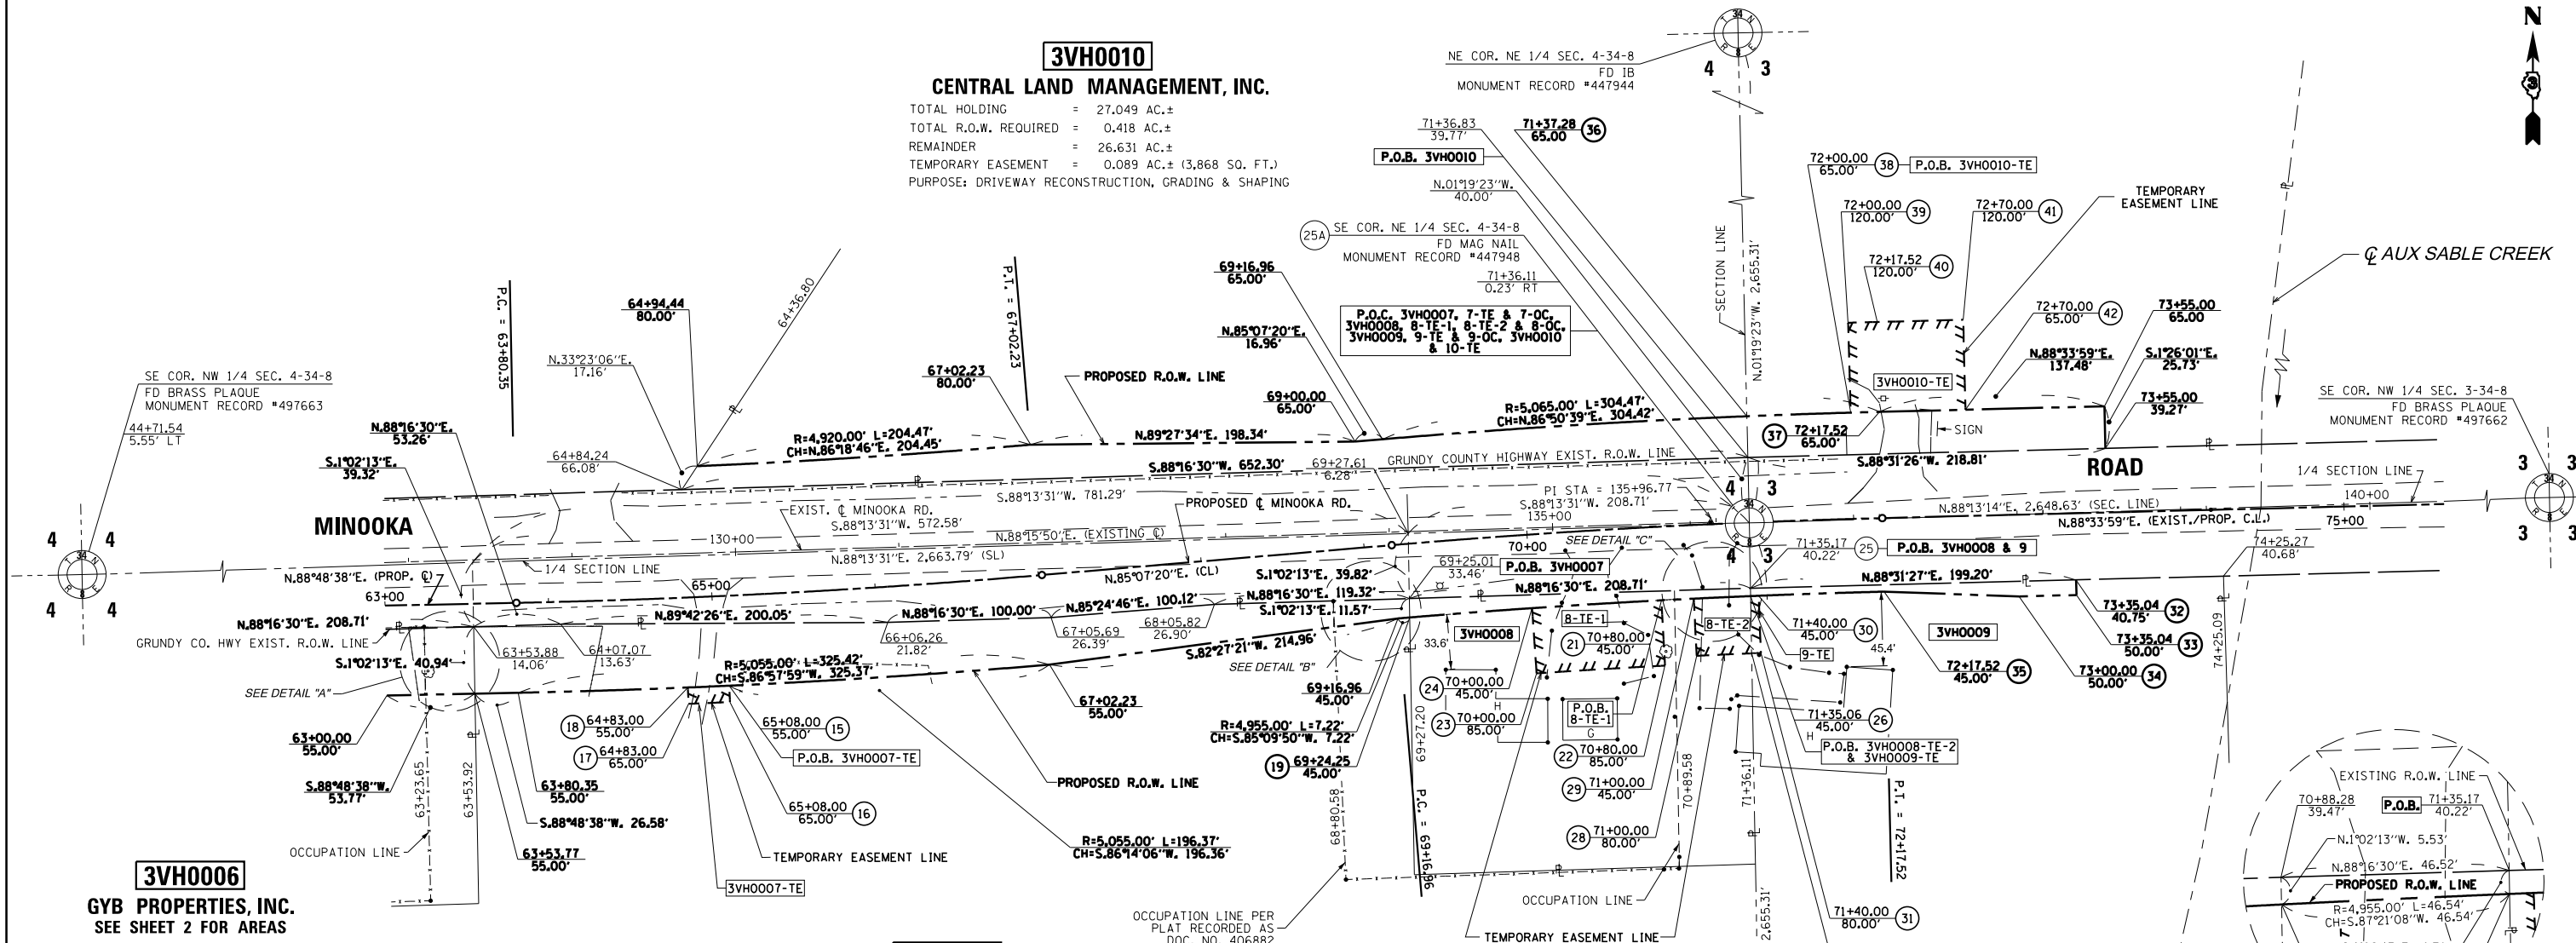 N
3
3VH0010
CENTRAL LAND MANAGEMENT, INC.
TOTAL HOLDING = 27.049 AC.±
TOTAL R.O.W. REQUIRED = 0.418 AC.±
REMAINDER = 26.631 AC.±
TEMPORARY EASEMENT = 0.089 AC.± (3,868 SQ. FT.)
PURPOSE: DRIVEWAY RECONSTRUCTION, GRADING & SHAPING
NE COR. NE 1/4 SEC. 4-34-8
FD IB
MONUMENT RECORD #447944
T 34 N
R 8 E
4 3
71+36.83
39.77'
71+37.28
65.00
36
P.O.B. 3VH0010
N.01°19'23"W.
40.00'
25A
SE COR. NE 1/4 SEC. 4-34-8
FD MAG NAIL
MONUMENT RECORD #447948
71+36.11
0.23' RT
SECTION LINE
N.01°19'23"W. 2,655.31'
72+00.00
65.00'
38
P.O.B. 3VH0010-TE
72+00.00
120.00'
39
72+70.00
120.00'
41
TEMPORARY
EASEMENT LINE
72+17.52
120.00'
40
℄ AUX SABLE CREEK
72+70.00
65.00'
42
73+55.00
65.00
N.88°33'59"E.
137.48'
S.1°26'01"E.
25.73'
73+55.00
39.27'
3VH0010-TE
SIGN
37
72+17.52
65.00'
SE COR. NW 1/4 SEC. 3-34-8
FD BRASS PLAQUE
MONUMENT RECORD #497662
P.O.C. 3VH0007, 7-TE & 7-OC,
3VH0008, 8-TE-1, 8-TE-2 & 8-OC,
3VH0009, 9-TE & 9-OC, 3VH0010
& 10-TE
69+16.96
65.00'
N.85°07'20"E.
16.96'
69+00.00
65.00'
P.C. = 63+80.35
64+94.44
80.00'
64+36.80
P.T. = 67+02.23
N.33°23'06"E.
17.16'
67+02.23
80.00'
PROPOSED R.O.W. LINE
SE COR. NW 1/4 SEC. 4-34-8
FD BRASS PLAQUE
MONUMENT RECORD #497663
44+71.54
5.55' LT
N.88°16'30"E.
53.26'
S.1°02'13"E.
39.32'
64+84.24
66.08'
R=4,920.00' L=204.47'
CH=N.86°18'46"E. 204.45'
N.89°27'34"E. 198.34'
R=5,065.00' L=304.47'
CH=N.86°50'39"E. 304.42'
S.88°16'30"W. 652.30'
69+27.61
6.28'
GRUNDY COUNTY HIGHWAY EXIST. R.O.W. LINE
S.88°31'26"W. 218.81'
ROAD
1/4 SECTION LINE
140+00
75+00
MINOOKA
S.88°13'31"W. 781.29'
EXIST. ℄ MINOOKA RD.
S.88°13'31"W. 572.58'
PROPOSED ℄ MINOOKA RD.
PI STA = 135+96.77
S.88°13'31"W. 208.71'
135+00
N.88°13'14"E. 2,648.63' (SEC. LINE)
N.88°33'59"E. (EXIST./PROP. C.L.)
130+00
N.88°15'50"E. (EXISTING ℄)
N.88°13'31"E. 2,663.79' (SL)
1/4 SECTION LINE
N.88°48'38"E. (PROP. ℄)
63+00
65+00
N.85°07'20"E. (CL)
70+00
SEE DETAIL "C"
T 34 N
R 8 E
4 3
4 3
4 4
4 4
3 3
3 3
71+35.17
40.22'
25
P.O.B. 3VH0008 & 9
74+25.27
40.68'
S.1°02'13"E. 39.82'
69+25.01
33.46'
P.O.B. 3VH0007
N.88°16'30"E. 119.32'
S.1°02'13"E. 11.57'
N.88°16'30"E. 208.71'
N.88°31'27"E. 199.20'
N.88°16'30"E. 208.71'
GRUNDY CO. HWY EXIST. R.O.W. LINE
N.89°42'26"E. 200.05'
N.88°16'30"E. 100.00'
N.85°24'46"E. 100.12'
63+53.88
14.06'
64+07.07
13.63'
66+06.26
21.82'
67+05.69
26.39'
68+05.82
26.90'
S.1°02'13"E. 40.94'
SEE DETAIL "A"
R=5,055.00' L=325.42'
CH=S.86°57'59"W. 325.37'
S.82°27'21"W. 214.96'
SEE DETAIL "B"
33.6'
3VH0008
8-TE-1
21
70+80.00
45.00'
8-TE-2
71+40.00
45.00'
30
9-TE
45.4'
3VH0009
73+35.04
40.75'
32
73+35.04
50.00'
33
72+17.52
45.00'
35
73+00.00
50.00'
34
74+25.09
63+00.00
55.00'
S.88°48'38"W.
53.77'
63+23.65
63+53.92
18
64+83.00
55.00'
17
64+83.00
65.00'
63+80.35
55.00'
S.88°48'38"W. 26.58'
63+53.77
55.00'
65+08.00
55.00'
15
P.O.B. 3VH0007-TE
65+08.00
65.00'
16
TEMPORARY EASEMENT LINE
3VH0007-TE
67+02.23
55.00'
PROPOSED R.O.W. LINE
R=5,055.00' L=196.37'
CH=S.86°14'06"W. 196.36'
69+16.96
45.00'
R=4,955.00' L=7.22'
CH=S.85°09'50"W. 7.22'
19
69+24.25
45.00'
68+80.58
69+27.20
P.C. = 69+16.96
24
70+00.00
45.00'
23
70+00.00
85.00'
H
P.O.B.
8-TE-1
G
22
70+80.00
85.00'
29
71+00.00
45.00'
28
71+00.00
80.00'
70+89.58
71+36.11
2,655.31'
71+35.06
45.00'
26
H
P.O.B. 3VH0008-TE-2
& 3VH0009-TE
P.T. = 72+17.52
71+40.00
80.00'
31
OCCUPATION LINE
TEMPORARY EASEMENT LINE
OCCUPATION LINE PER
PLAT RECORDED AS
DOC. NO. 406882
OCCUPATION LINE
3VH0006
GYB PROPERTIES, INC.
SEE SHEET 2 FOR AREAS
EXISTING R.O.W. LINE
70+88.28
39.47'
P.O.B.
71+35.17
40.22'
N.1°02'13"W. 5.53'
N.88°16'30"E. 46.52'
PROPOSED R.O.W. LINE
R=4,955.00' L=46.54'
CH=S.87°21'08"W. 46.54'